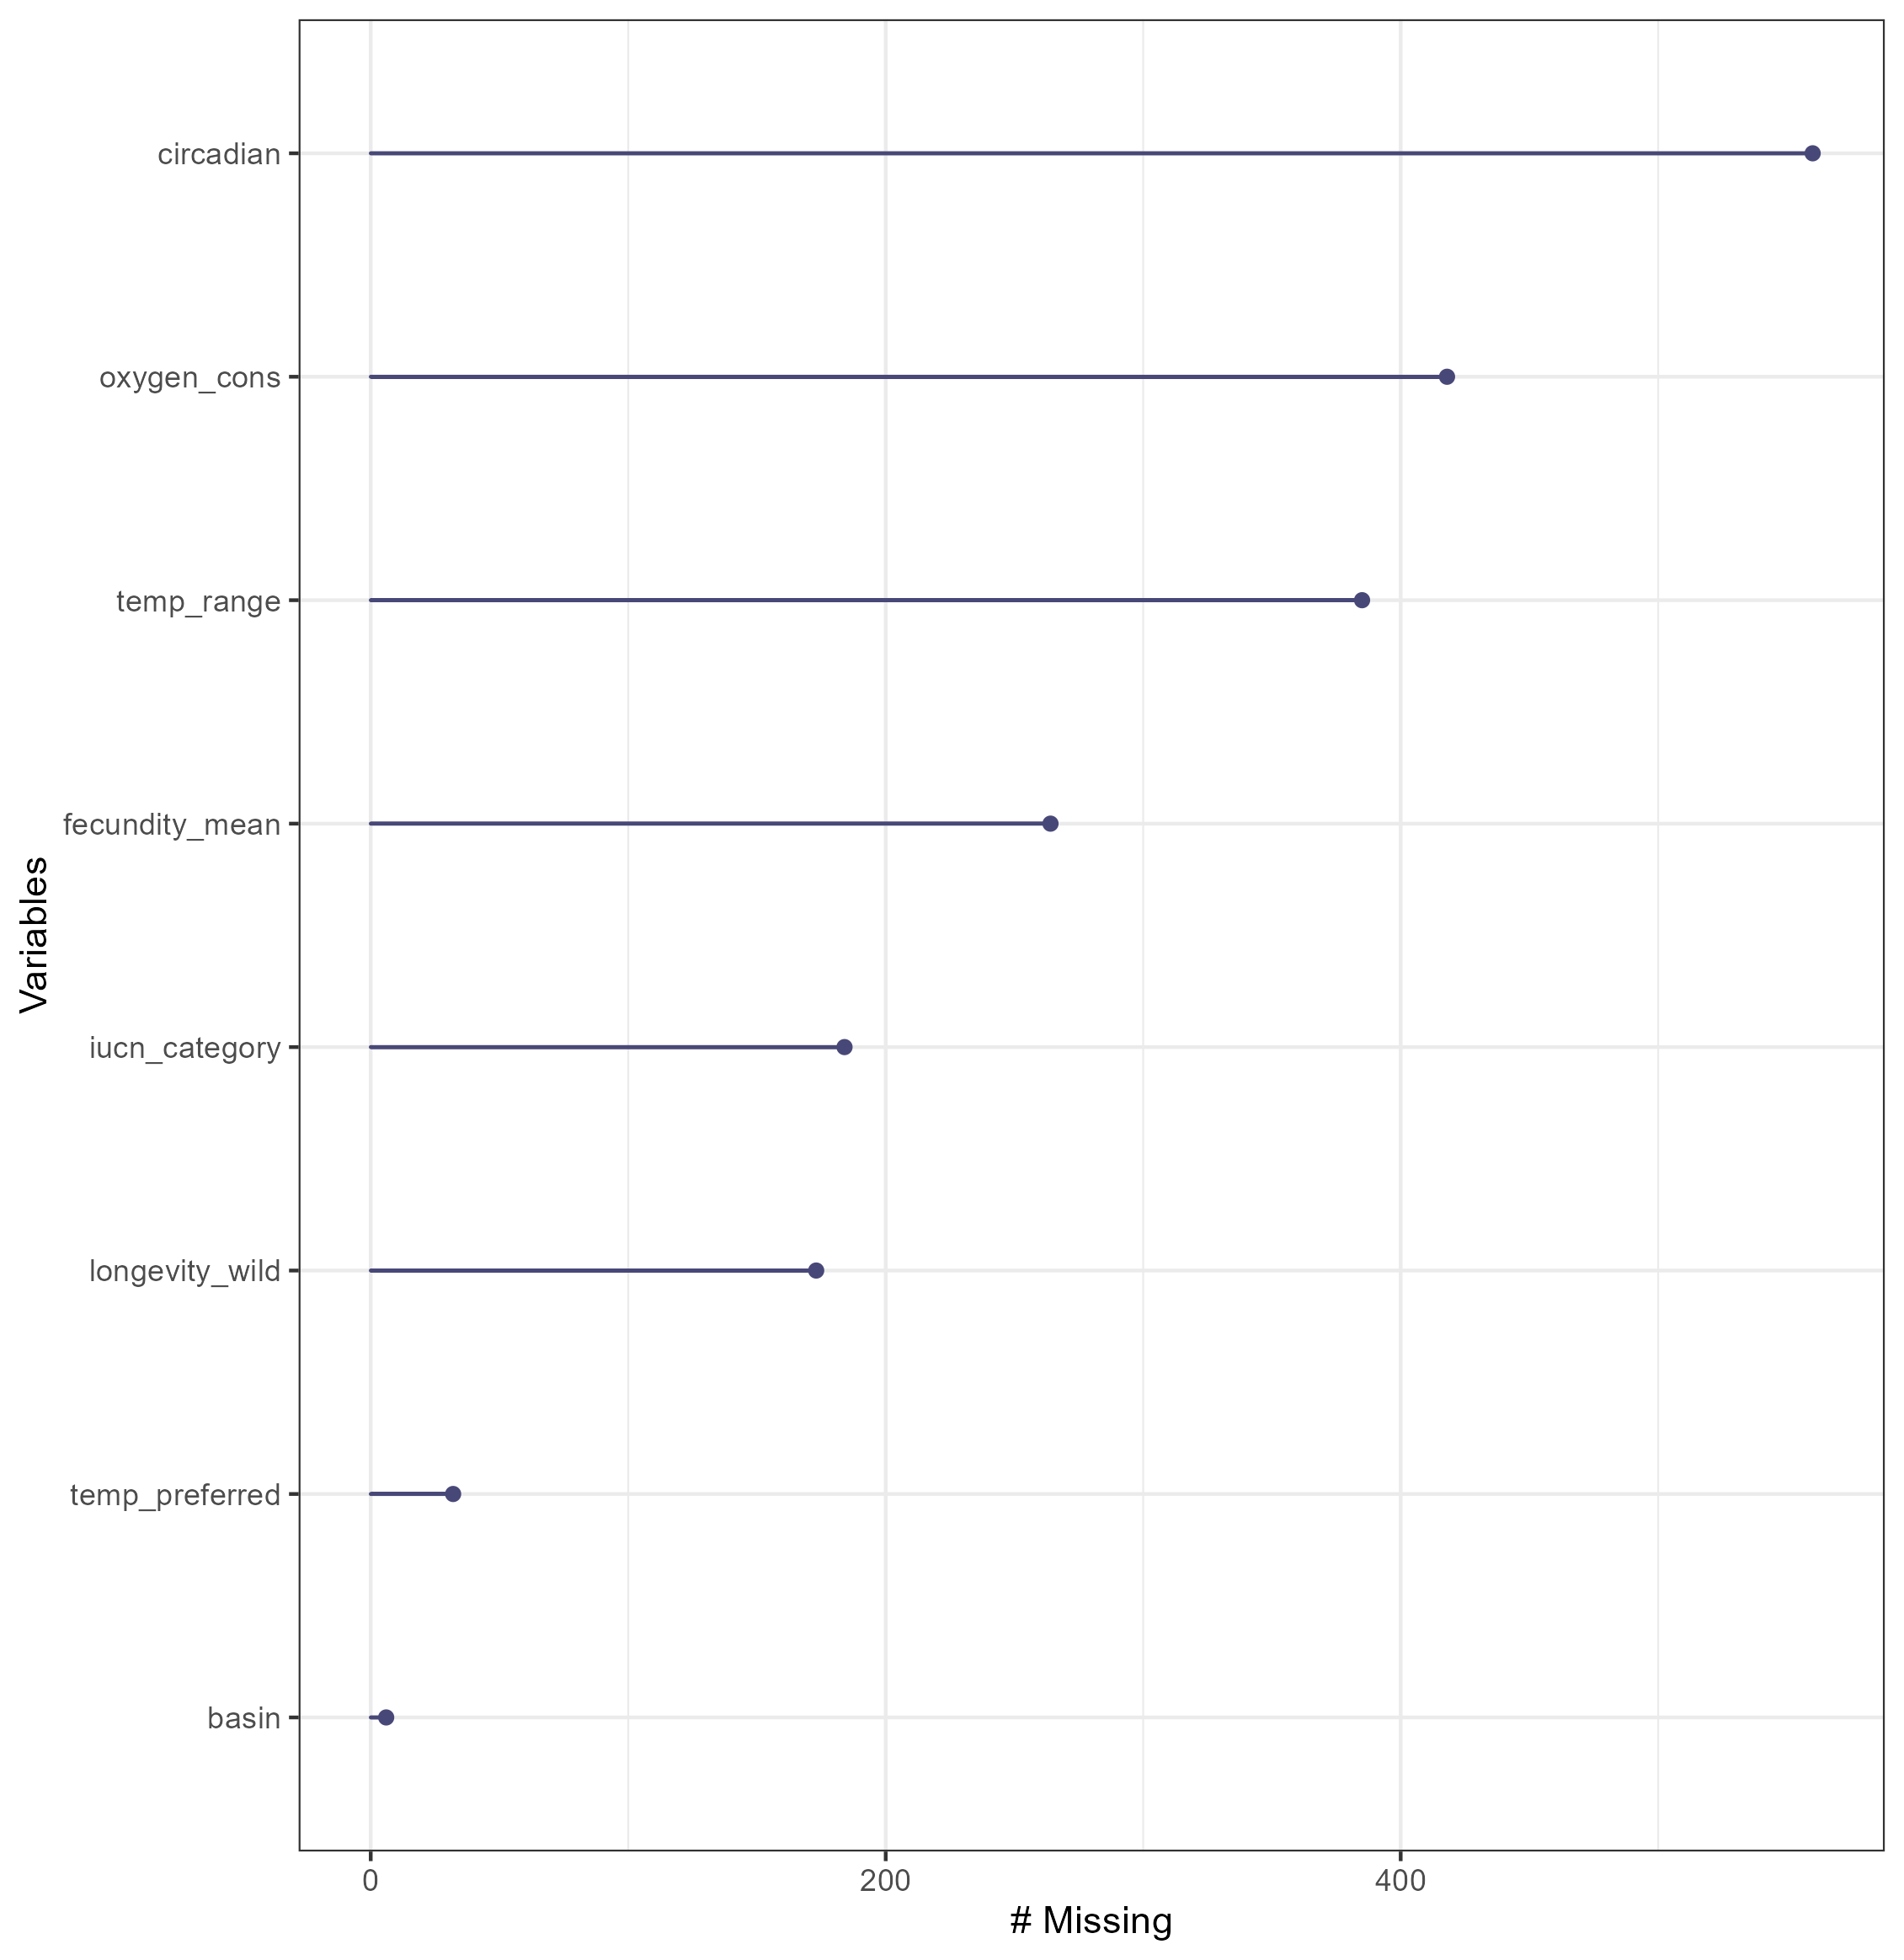 circadian
oxygen_cons
temp_range
fecundity_mean
Variables
iucn_category
longevity_wild
temp_preferred
basin
0 200 400
# Missing